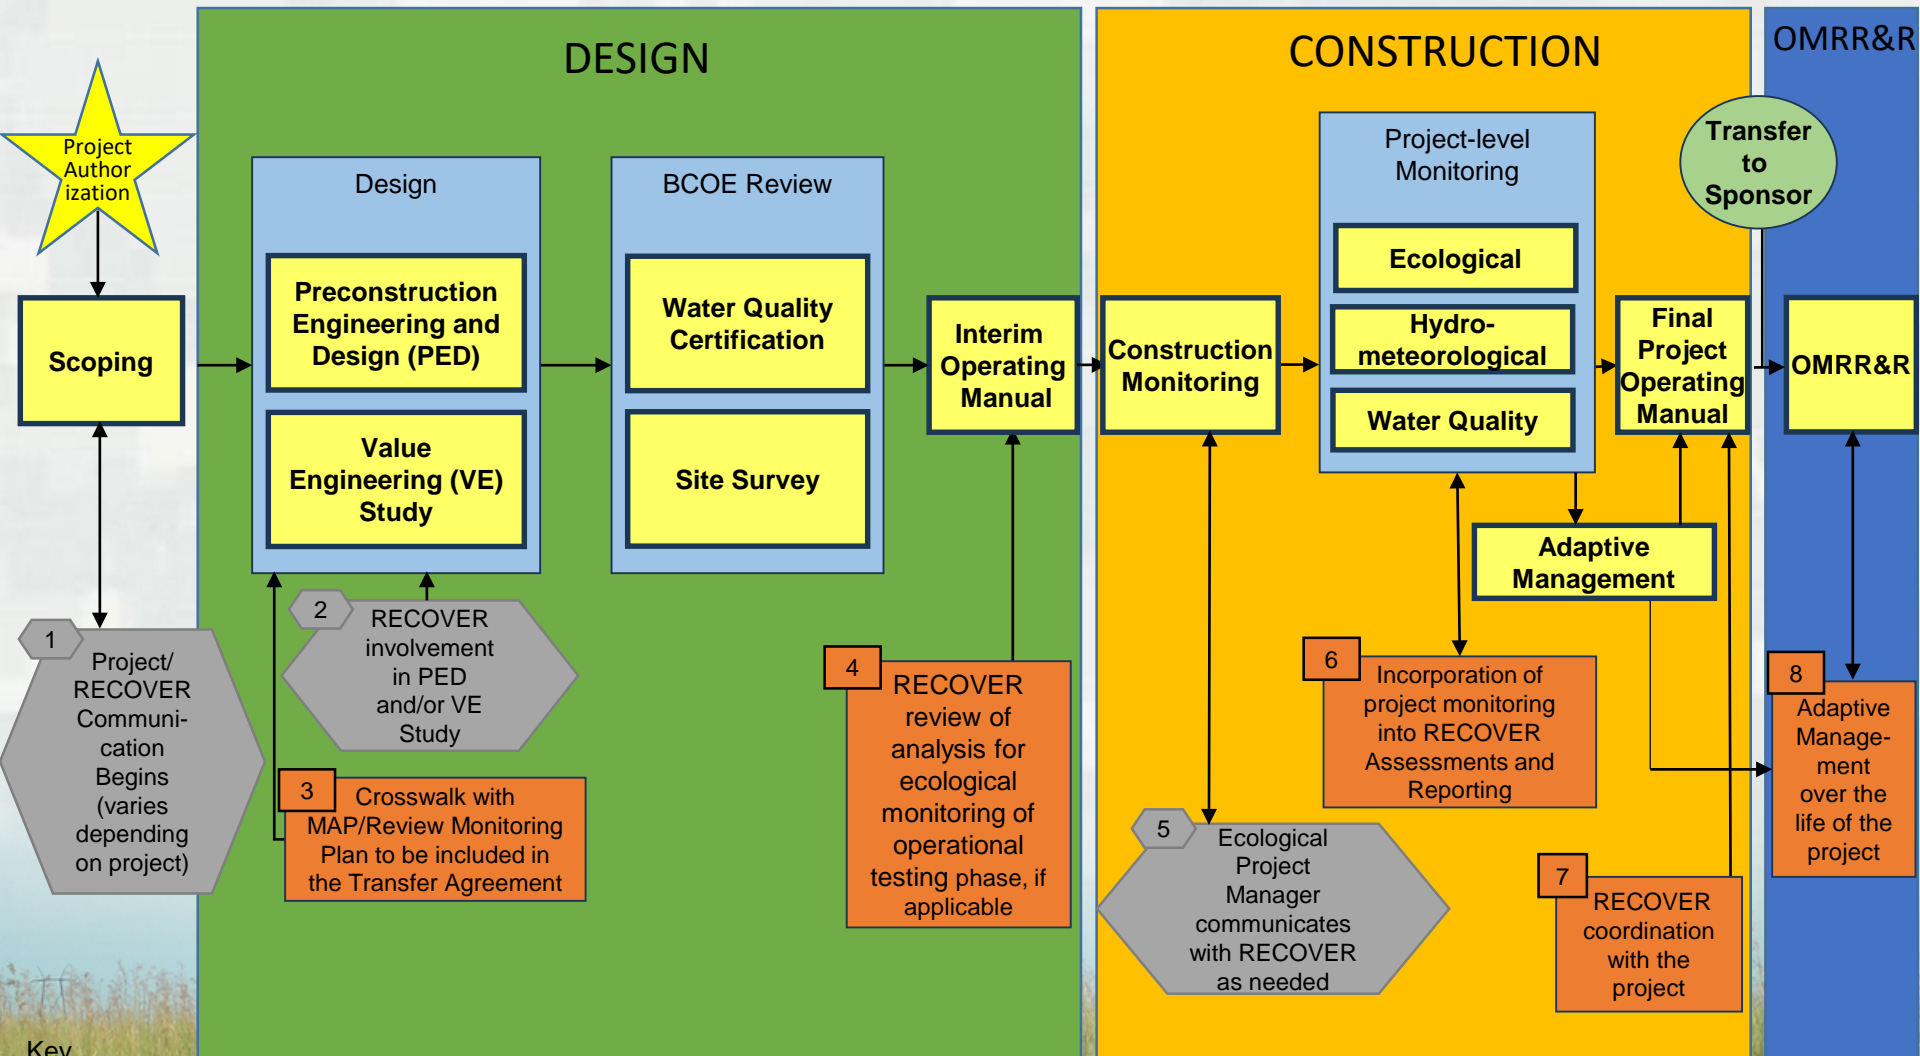 DESIGN
CONSTRUCTION
OMRR&R
Project
Author
ization
Scoping
1
Project/
RECOVER
Communi-
cation
Begins
(varies
depending
on project)
Design
Preconstruction
Engineering and
Design (PED)
Value
Engineering (VE)
Study
2
RECOVER
involvement
in PED
and/or VE
Study
3
Crosswalk with
MAP/Review Monitoring
Plan to be included in
the Transfer Agreement
BCOE Review
Water Quality
Certification
Site Survey
Interim
Operating
Manual
4
RECOVER
review of
analysis for
ecological
monitoring of
operational
testing phase, if
applicable
Construction
Monitoring
5
Ecological
Project
Manager
communicates
with RECOVER
as needed
Project-level
Monitoring
Ecological
Hydro-
meteorological
Water Quality
Adaptive
Management
6
Incorporation of
project monitoring
into RECOVER
Assessments and
Reporting
Final
Project
Operating
Manual
7
RECOVER
coordination
with the
project
Transfer
to
Sponsor
OMRR&R
8
Adaptive
Manage-
ment
over the
life of the
project
Key